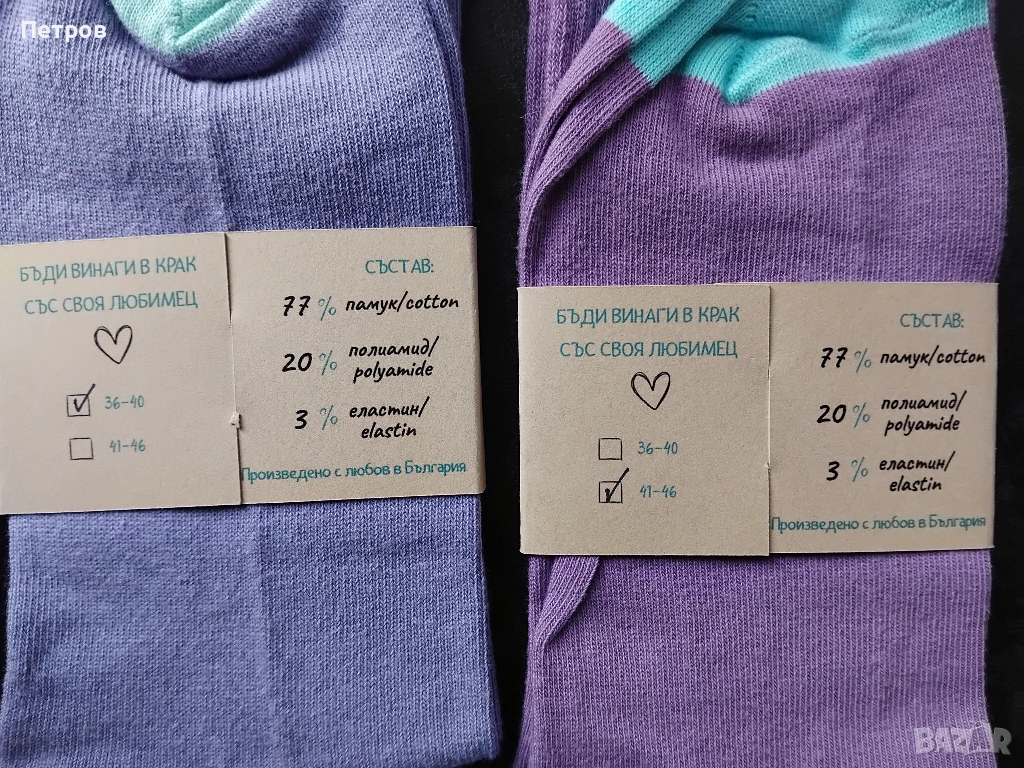 Петров
БЪДИ ВИНАГИ В КРАК
СЪС СВОЯ ЛЮБИМЕЦ
36-40
41-46
СЪСТАВ:
77 % памук/cotton
20 % полиамид/
polyamide
3 % еластин/
elastin
Произведено с любов в България
БЪДИ ВИНАГИ В КРАК
СЪС СВОЯ ЛЮБИМЕЦ
36-40
41-46
СЪСТАВ:
77 % памук/cotton
20 % полиамид/
polyamide
3 % еластин/
elastin
Произведено с любов в България
BAZAR